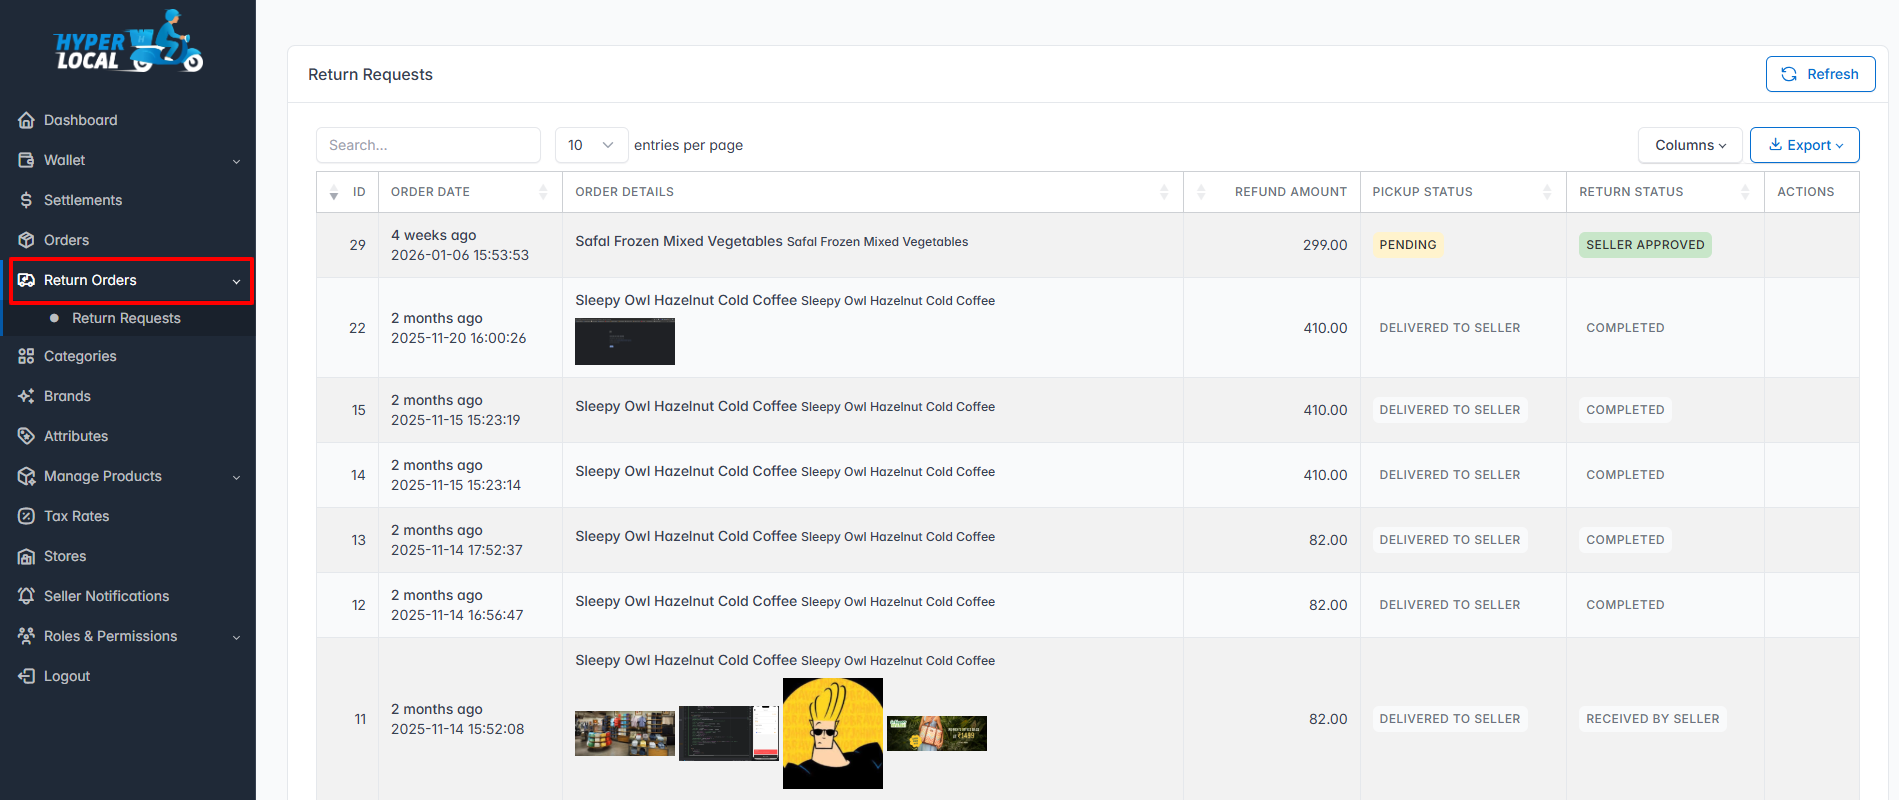 HYPER
LOCAL
Dashboard
Wallet
Settlements
Orders
Return Orders
Return Requests
Categories
Brands
Attributes
Manage Products
Tax Rates
Stores
Seller Notifications
Roles & Permissions
Logout
Return Requests
Refresh
Search...
10
entries per page
Columns
Export
ID ORDER DATE ORDER DETAILS REFUND AMOUNT PICKUP STATUS RETURN STATUS ACTIONS
29 4 weeks ago
2026-01-06 15:53:53
Safal Frozen Mixed Vegetables Safal Frozen Mixed Vegetables
299.00 PENDING SELLER APPROVED
22 2 months ago
2025-11-20 16:00:26
Sleepy Owl Hazelnut Cold Coffee Sleepy Owl Hazelnut Cold Coffee
410.00 DELIVERED TO SELLER COMPLETED
15 2 months ago
2025-11-15 15:23:19
Sleepy Owl Hazelnut Cold Coffee Sleepy Owl Hazelnut Cold Coffee
410.00 DELIVERED TO SELLER COMPLETED
14 2 months ago
2025-11-15 15:23:14
Sleepy Owl Hazelnut Cold Coffee Sleepy Owl Hazelnut Cold Coffee
410.00 DELIVERED TO SELLER COMPLETED
13 2 months ago
2025-11-14 17:52:37
Sleepy Owl Hazelnut Cold Coffee Sleepy Owl Hazelnut Cold Coffee
82.00 DELIVERED TO SELLER COMPLETED
12 2 months ago
2025-11-14 16:56:47
Sleepy Owl Hazelnut Cold Coffee Sleepy Owl Hazelnut Cold Coffee
82.00 DELIVERED TO SELLER COMPLETED
11 2 months ago
2025-11-14 15:52:08
Sleepy Owl Hazelnut Cold Coffee Sleepy Owl Hazelnut Cold Coffee
82.00 DELIVERED TO SELLER RECEIVED BY SELLER